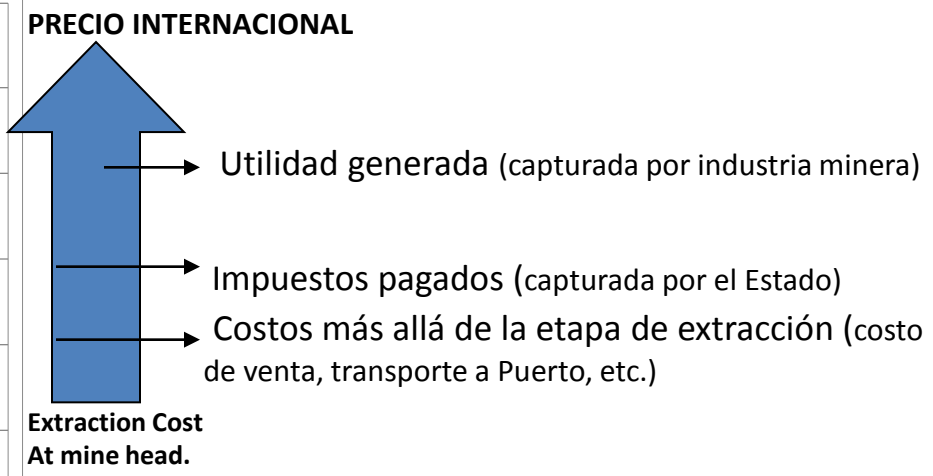 PRECIO INTERNACIONAL
Utilidad generada (capturada por industria minera)
Impuestos pagados (capturada por el Estado)
Costos más allá de la etapa de extracción (costo
de venta, transporte a Puerto, etc.)
Extraction Cost
At mine head.